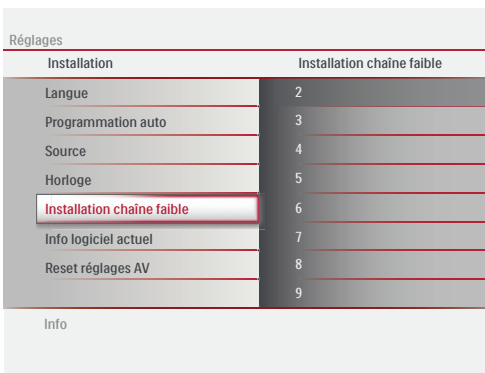 Réglages
Installation
Installation chaîne faible
Langue
2
Programmation auto
3
Source
4
Horloge
5
Installation chaîne faible
6
Info logiciel actuel
7
Reset réglages AV
8
9
Info